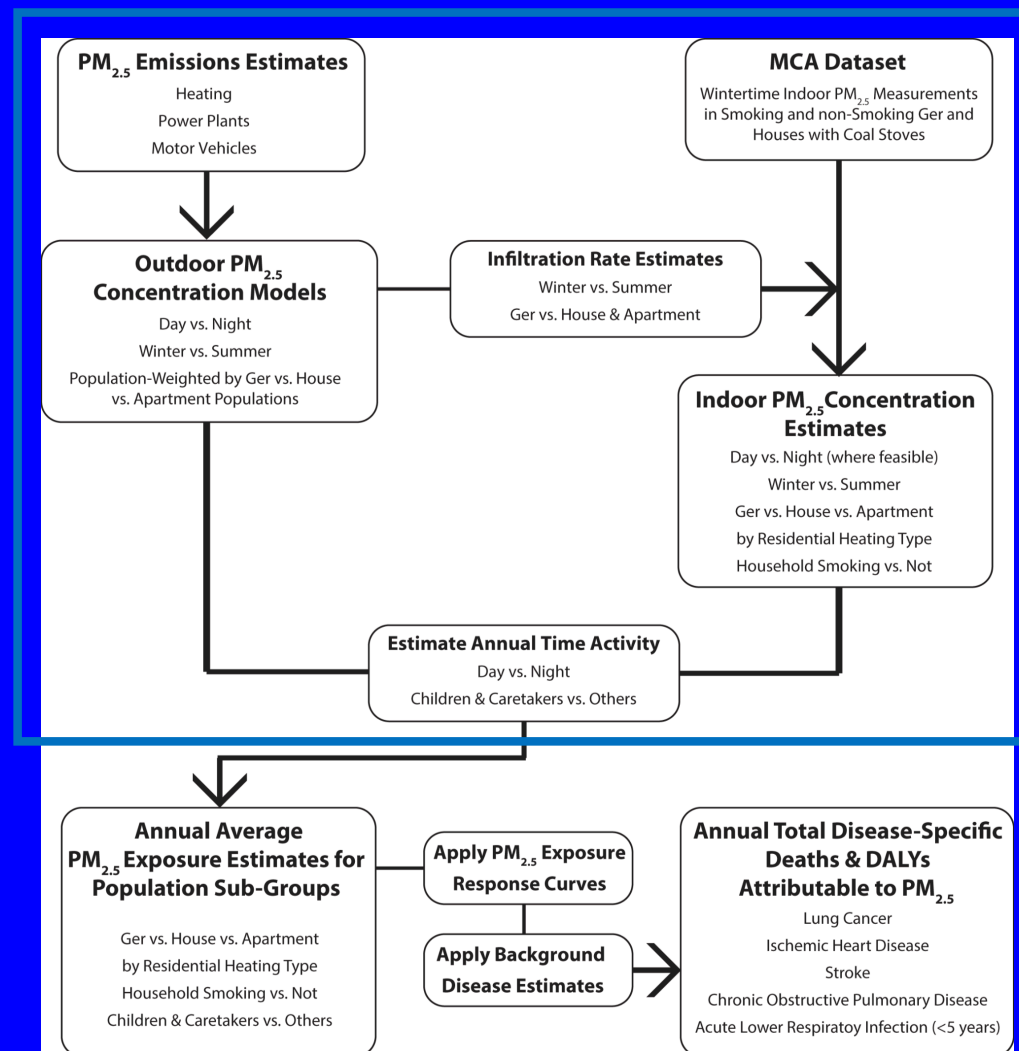 PM2.5 Emissions Estimates
Heating
Power Plants
Motor Vehicles
MCA Dataset
Wintertime Indoor PM2.5 Measurements
in Smoking and non-Smoking Ger and
Houses with Coal Stoves
Outdoor PM2.5
Concentration Models
Day vs. Night
Winter vs. Summer
Population-Weighted by Ger vs. House
vs. Apartment Populations
Infiltration Rate Estimates
Winter vs. Summer
Ger vs. House & Apartment
Indoor PM2.5 Concentration
Estimates
Day vs. Night (where feasible)
Winter vs. Summer
Ger vs. House vs. Apartment
by Residential Heating Type
Household Smoking vs. Not
Estimate Annual Time Activity
Day vs. Night
Children & Caretakers vs. Others
Annual Average
PM2.5 Exposure Estimates for
Population Sub-Groups
Ger vs. House vs. Apartment
by Residential Heating Type
Household Smoking vs. Not
Children & Caretakers vs. Others
Apply PM2.5 Exposure
Response Curves
Apply Background
Disease Estimates
Annual Total Disease-Specific
Deaths & DALYs
Attributable to PM2.5
Lung Cancer
Ischemic Heart Disease
Stroke
Chronic Obstructive Pulmonary Disease
Acute Lower Respiratoy Infection (<5 years)